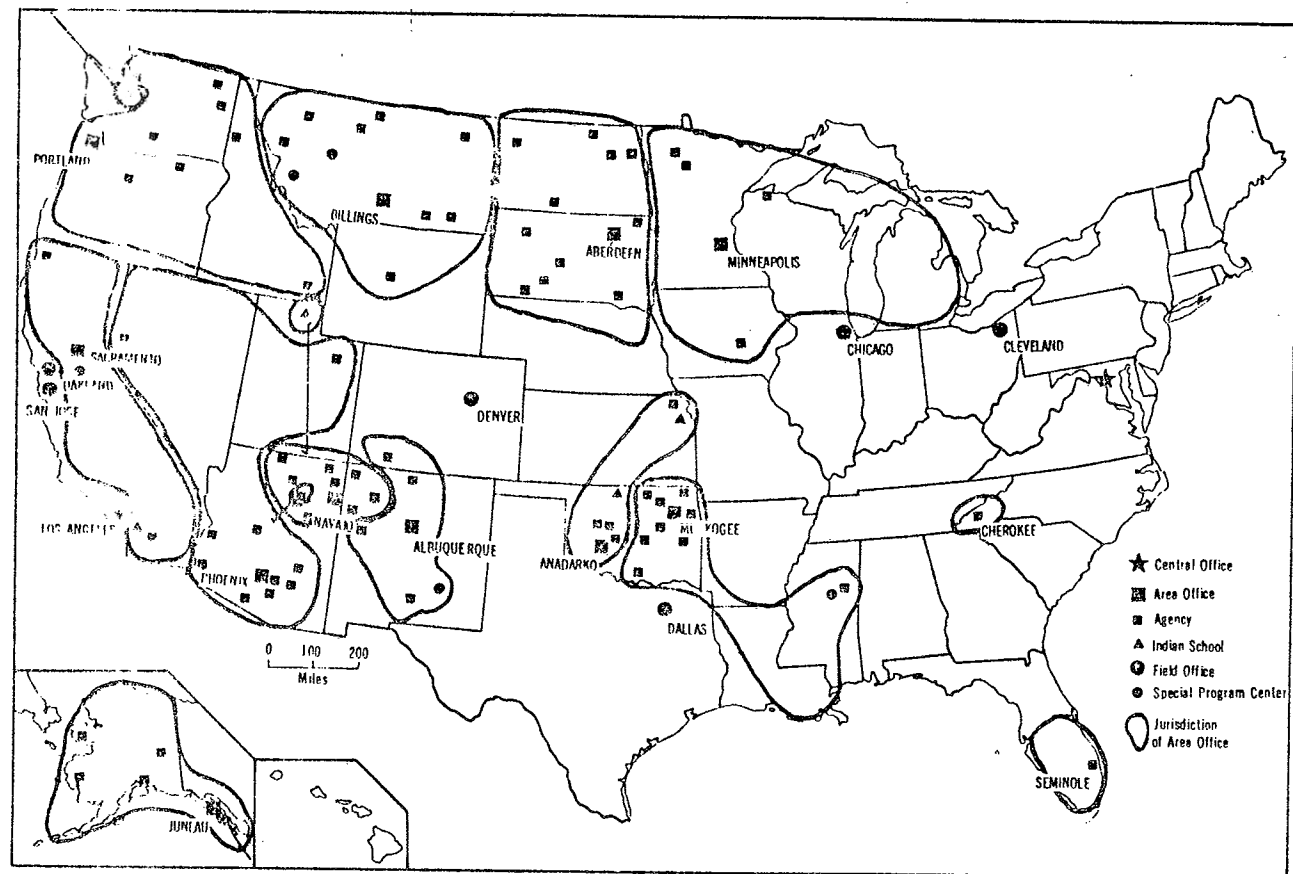 PORTLAND
BILLINGS
ABERDEEN
MINNEAPOLIS
SACRAMENTO
OAKLAND
SAN JOSE
CHICAGO
CLEVELAND
DENVER
LOS ANGELES
NAVAJO
PHOENIX
ALBUQUERQUE
ANADARKO
MUSKOGEE
CHEROKEE
DALLAS
SEMINOLE
JUNEAU
0 100 200
Miles
Central Office
Area Office
Agency
Indian School
Field Office
Special Program Center
Jurisdiction
of Area Office